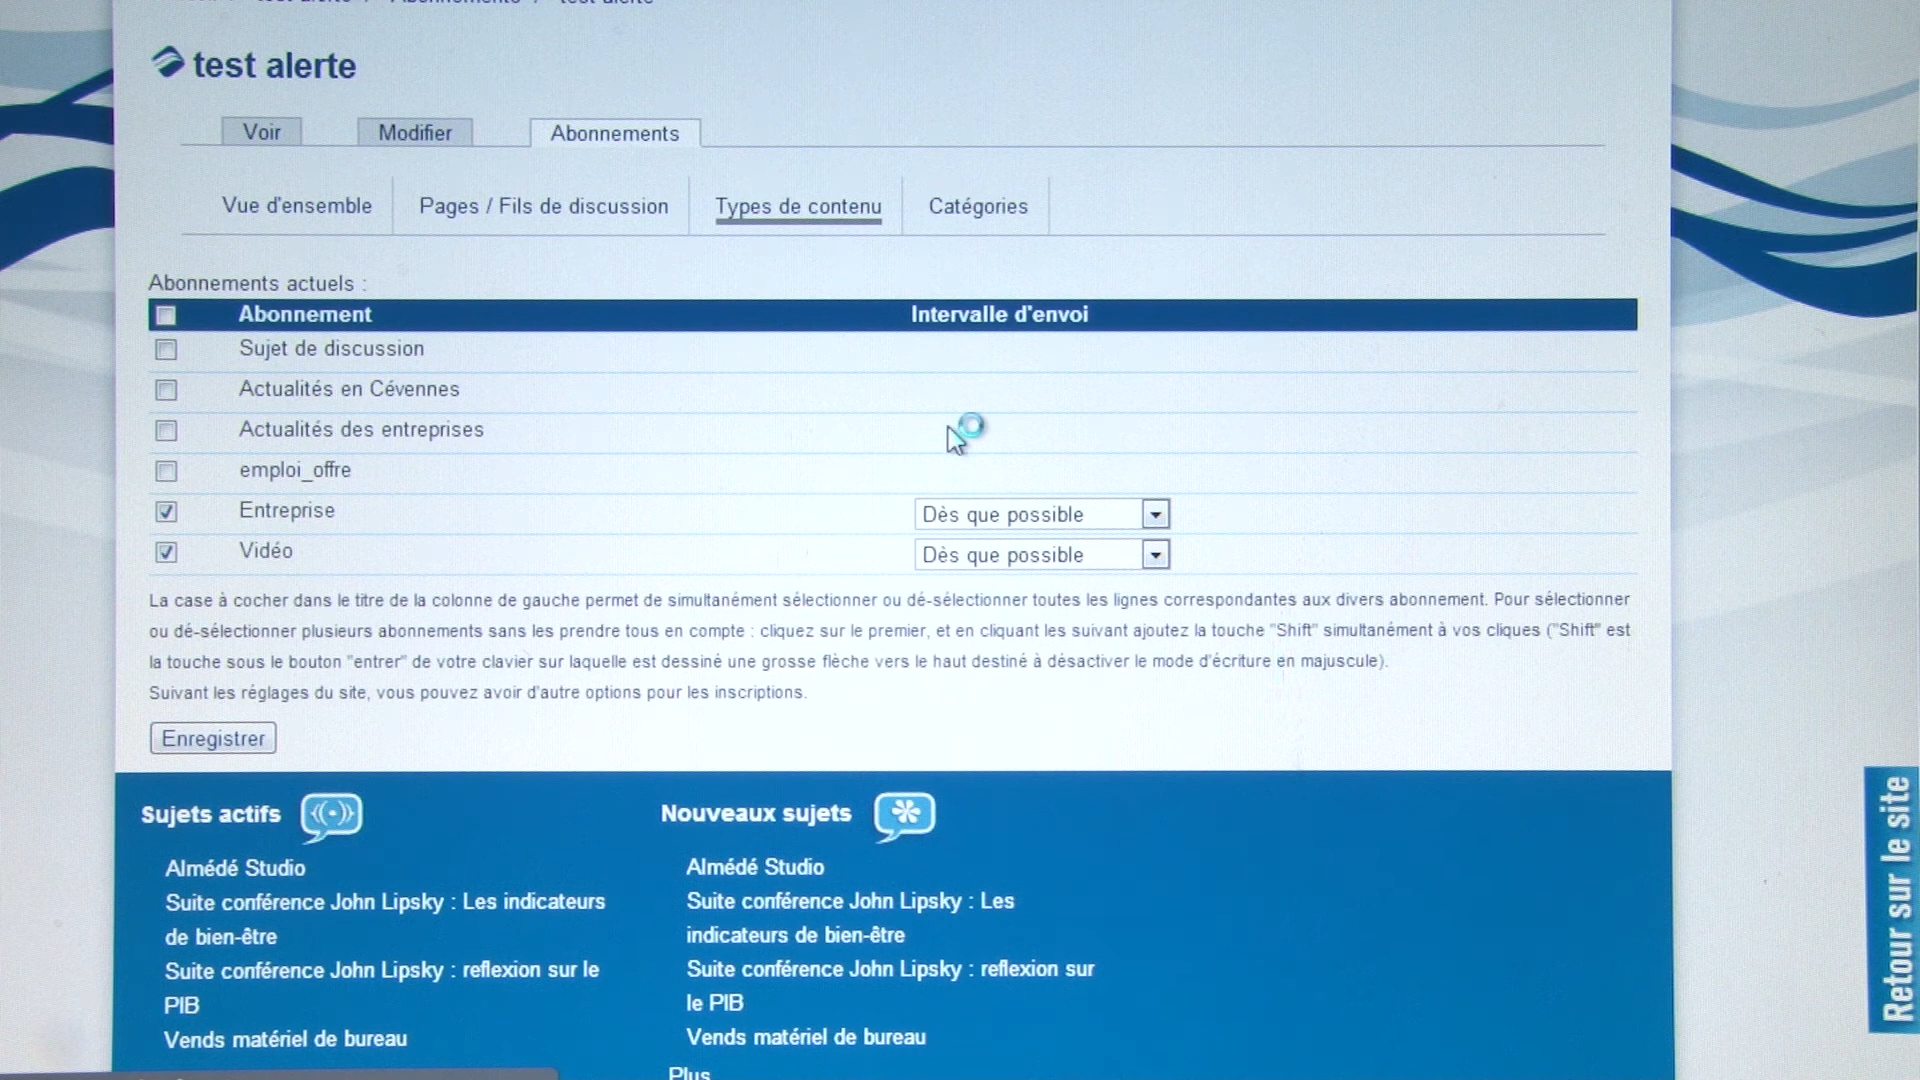 test alerte / Abonnements / test alerte
test alerte
Voir Modifier Abonnements
Vue d'ensemble Pages / Fils de discussion Types de contenu Catégories
Abonnements actuels :
Abonnement Intervalle d'envoi
Sujet de discussion
Actualités en Cévennes
Actualités des entreprises
emploi_offre
Entreprise Dès que possible
Vidéo Dès que possible
La case à cocher dans le titre de la colonne de gauche permet de simultanément sélectionner ou dé-sélectionner toutes les lignes correspondantes aux divers abonnement. Pour sélectionner
ou dé-sélectionner plusieurs abonnements sans les prendre tous en compte : cliquez sur le premier, et en cliquant les suivant ajoutez la touche "Shift" simultanément à vos cliques ("Shift" est
la touche sous le bouton "entrer" de votre clavier sur laquelle est dessiné une grosse flèche vers le haut destiné à désactiver le mode d'écriture en majuscule).
Suivant les réglages du site, vous pouvez avoir d'autre options pour les inscriptions.
Enregistrer
Sujets actifs
Almédé Studio
Suite conférence John Lipsky : Les indicateurs
de bien-être
Suite conférence John Lipsky : reflexion sur le
PIB
Vends matériel de bureau
Nouveaux sujets
Almédé Studio
Suite conférence John Lipsky : Les
indicateurs de bien-être
Suite conférence John Lipsky : reflexion sur
le PIB
Vends matériel de bureau
Plus
Retour sur le site